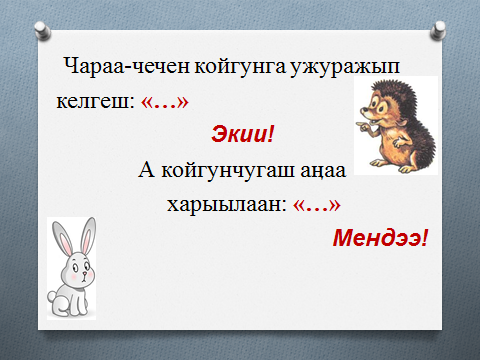 Чараа-чечен койгунга ужуражып
келгеш: «…»
Экии!
А койгунчугаш аңаа
харыылаан: «…»
Мендээ!